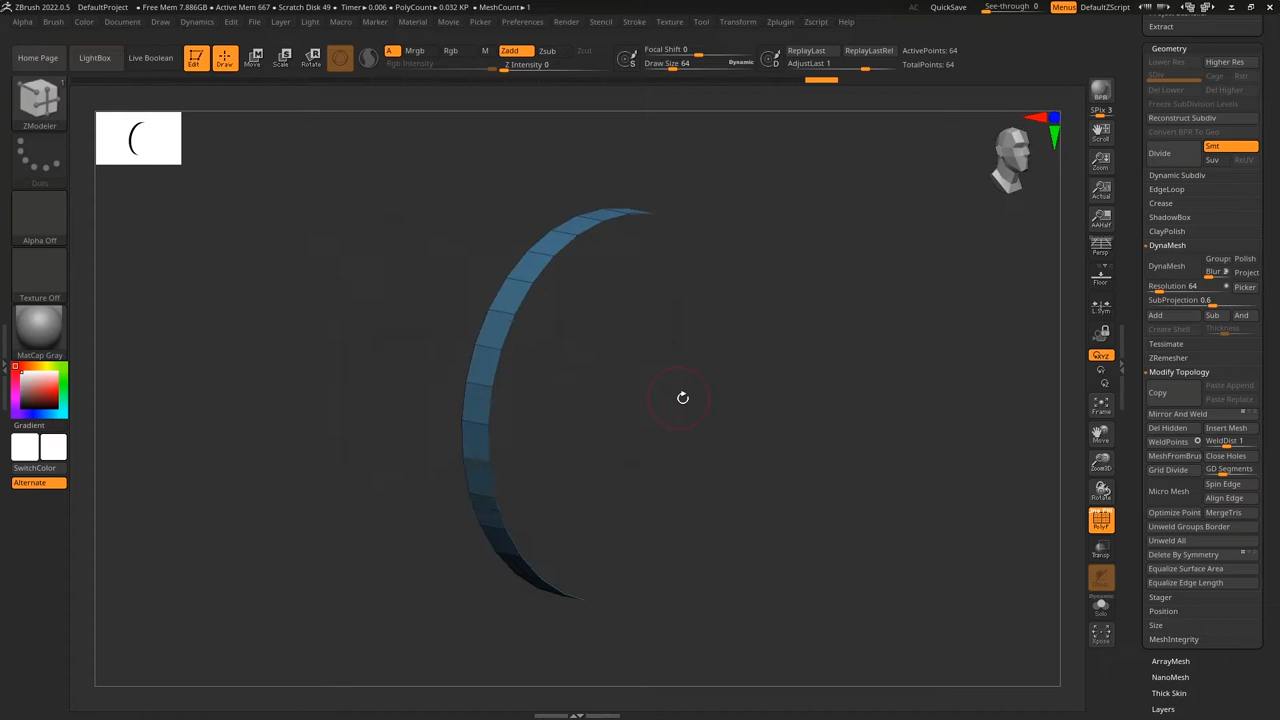 ZBrush 2022.0.5 DefaultProject • Free Mem 7.886GB • Active Mem 667 • Scratch Disk 49 • Timer▸0.006 • PolyCount▸0.032 KP • MeshCount▸1 AC QuickSave See-through 0 Menus DefaultZScript
Alpha Brush Color Document Draw Dynamics Edit File Layer Light Macro Marker Material Movie Picker Preferences Render Stencil Stroke Texture Tool Transform Zplugin Zscript Help
Extract
Home Page LightBox Live Boolean Edit Draw Move Scale Rotate
A Mrgb Rgb M Zadd Zsub Zcut
Rgb Intensity Z Intensity 0
S Focal Shift 0
Draw Size 64 Dynamic
D ReplayLast ReplayLastRel ActivePoints: 64
AdjustLast 1 TotalPoints: 64
1
ZModeler
Dots
Alpha Off
Texture Off
MatCap Gray
Gradient
SwitchColor
Alternate
BPR
SPix 3
Scroll
Zoom
Actual
AAHalf
Persp
Floor
L.Sym
XYZ
Frame
Move
Zoom3D
Rotate
PolyF
Transp
Ghost
Dynamic
Solo
Xpose
Geometry
Lower Res Higher Res
SDiv Cage Rstr
Del Lower Del Higher
Freeze SubDivision Levels
Reconstruct Subdiv
Convert BPR To Geo
Divide Smt
Suv ReUV
Dynamic Subdiv
EdgeLoop
Crease
ShadowBox
ClayPolish
DynaMesh
DynaMesh Groups Polish
Blur 2 Project
Resolution 64 Picker
SubProjection 0.6
Add Sub And
Create Shell Thickness
Tessimate
ZRemesher
Modify Topology
Copy Paste Append
Paste Replace
Mirror And Weld
Del Hidden Insert Mesh
WeldPoints WeldDist 1
MeshFromBrus Close Holes
Grid Divide GD Segments
Micro Mesh Spin Edge
Align Edge
Optimize Point MergeTris
Unweld Groups Border
Unweld All
Delete By Symmetry
Equalize Surface Area
Equalize Edge Length
Stager
Position
Size
MeshIntegrity
ArrayMesh
NanoMesh
Thick Skin
Layers